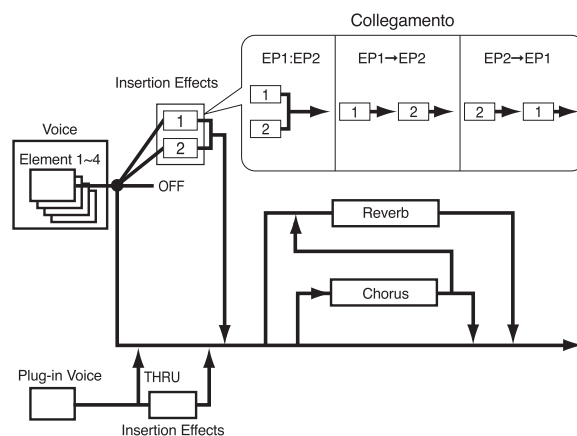 Collegamento
EP1:EP2 EP1→EP2 EP2→EP1
Insertion Effects
1
2
1
2
1 2
2 1
Voice
Element 1~4
OFF
Reverb
Chorus
Plug-in Voice
THRU
Insertion Effects